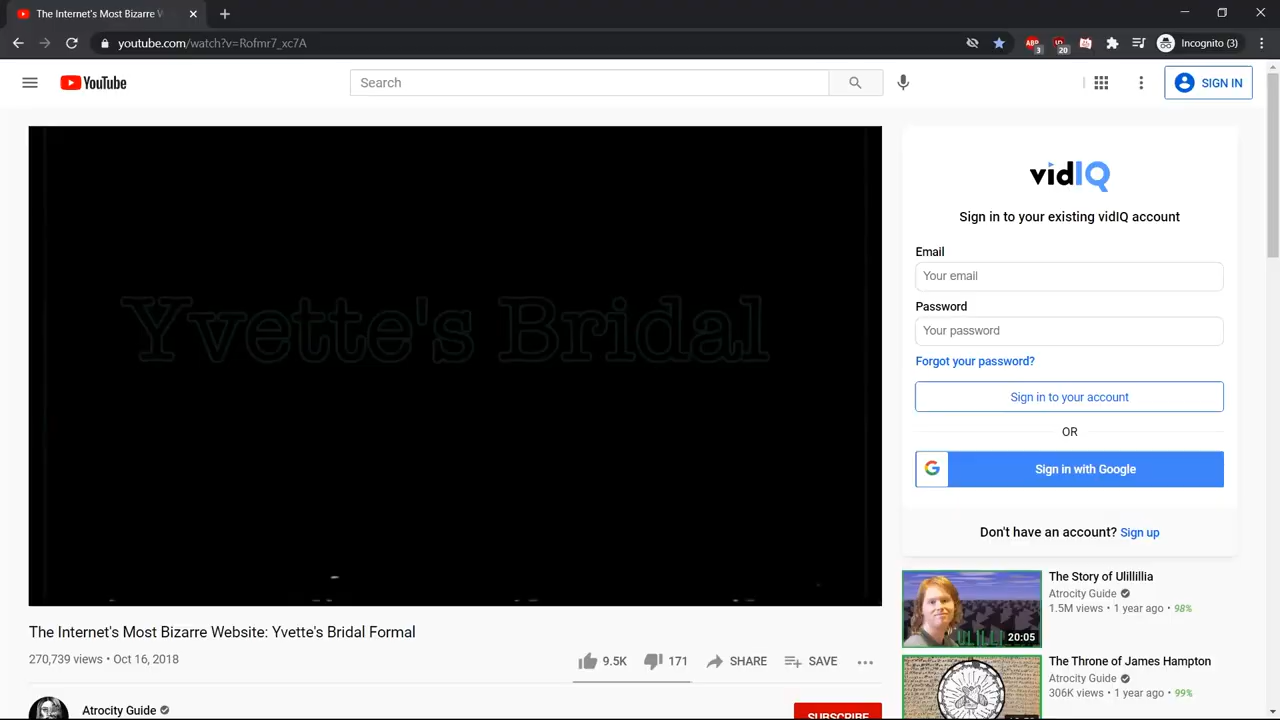 The Internet's Most Bizarre W
youtube.com/watch?v=Rofmr7_xc7A
3
20
Incognito (3)
YouTube
Search
SIGN IN
Yvette's Bridal
vidIQ
Sign in to your existing vidIQ account
Email
Your email
Password
Your password
Forgot your password?
Sign in to your account
OR
Sign in with Google
Don't have an account? Sign up
The Internet's Most Bizarre Website: Yvette's Bridal Formal
270,739 views • Oct 16, 2018
9.5K
171
SHARE
SAVE
Atrocity Guide
SUBSCRIBE
The Story of Ulillillia
Atrocity Guide
1.5M views • 1 year ago • 98%
20:05
The Throne of James Hampton
Atrocity Guide
306K views • 1 year ago • 99%